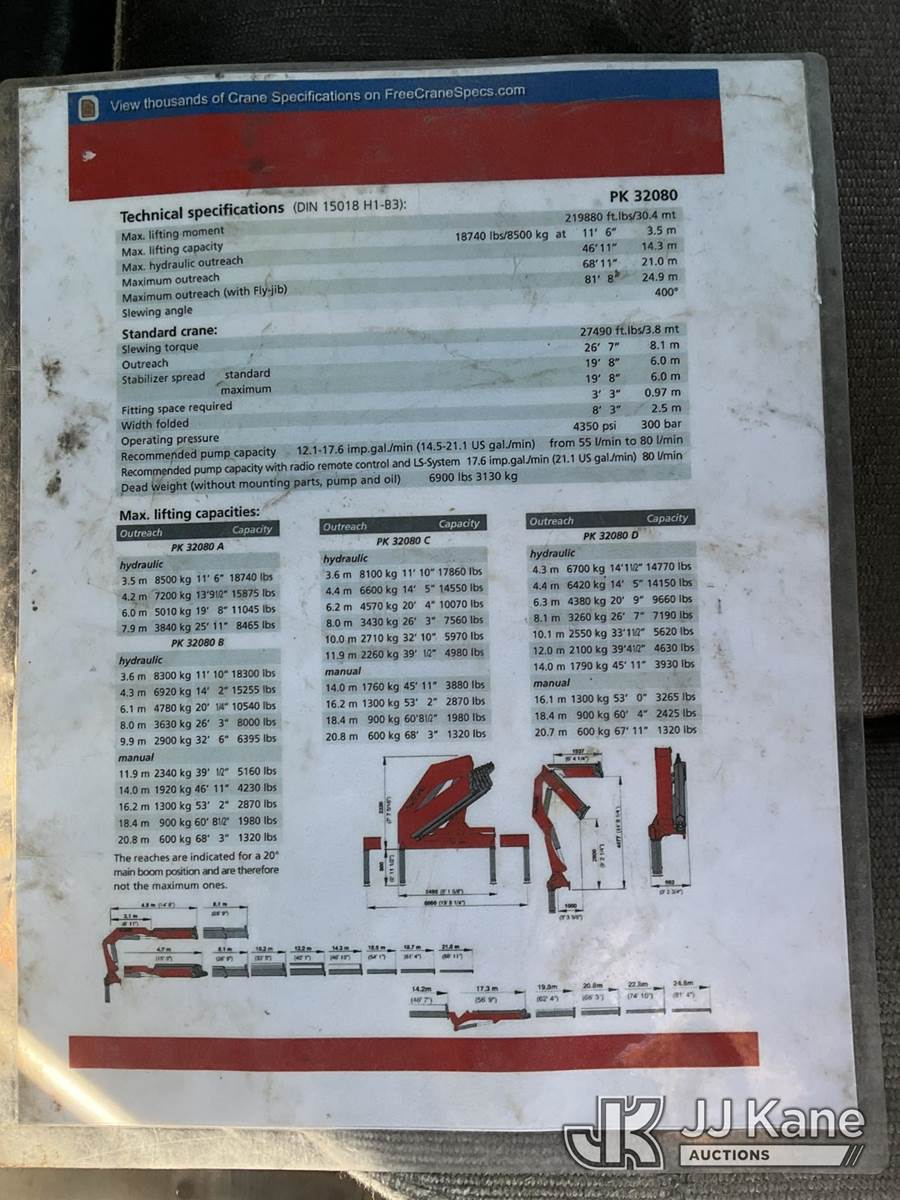 View thousands of Crane Specifications on FreeCraneSpecs.com
Technical specifications (DIN 15018 H1-B3): PK 32080
Max. lifting moment 219880 ft.lbs/30.4 mt
Max. lifting capacity 18740 lbs/8500 kg at 11' 6" 3.5 m
Max. hydraulic outreach 46'11" 14.3 m
Maximum outreach 68'11" 21.0 m
Maximum outreach (with Fly-jib) 81' 8" 24.9 m
Slewing angle 400°
Standard crane:
Slewing torque 27490 ft.lbs/3.8 mt
Outreach 26' 7" 8.1 m
Stabilizer spread standard 19' 8" 6.0 m
maximum 19' 8" 6.0 m
Fitting space required 3' 3" 0.97 m
Width folded 8' 3" 2.5 m
Operating pressure 4350 psi 300 bar
Recommended pump capacity 12.1-17.6 imp.gal./min (14.5-21.1 US gal./min) from 55 l/min to 80 l/min
Recommended pump capacity with radio remote control and LS-System 17.6 imp.gal./min (21.1 US gal./min) 80 l/min
Dead weight (without mounting parts, pump and oil) 6900 lbs 3130 kg
Max. lifting capacities:
Outreach Capacity
PK 32080 A
hydraulic
3.5 m 8500 kg 11' 6" 18740 lbs
4.2 m 7200 kg 13'91/2" 15875 lbs
6.0 m 5010 kg 19' 8" 11045 lbs
7.9 m 3840 kg 25' 11" 8465 lbs
PK 32080 B
hydraulic
3.6 m 8300 kg 11' 10" 18300 lbs
4.3 m 6920 kg 14' 2" 15255 lbs
6.1 m 4780 kg 20' 1/4" 10540 lbs
8.0 m 3630 kg 26' 3" 8000 lbs
9.9 m 2900 kg 32' 6" 6395 lbs
manual
11.9 m 2340 kg 39' 1/2" 5160 lbs
14.0 m 1920 kg 46' 11" 4230 lbs
16.2 m 1300 kg 53' 2" 2870 lbs
18.4 m 900 kg 60' 81/2" 1980 lbs
20.8 m 600 kg 68' 3" 1320 lbs
The reaches are indicated for a 20°
main boom position and are therefore
not the maximum ones.
Outreach Capacity
PK 32080 C
hydraulic
3.6 m 8100 kg 11' 10" 17860 lbs
4.4 m 6600 kg 14' 5" 14550 lbs
6.2 m 4570 kg 20' 4" 10070 lbs
8.0 m 3430 kg 26' 3" 7560 lbs
10.0 m 2710 kg 32' 10" 5970 lbs
11.9 m 2260 kg 39' 1/2" 4980 lbs
manual
14.0 m 1760 kg 45' 11" 3880 lbs
16.2 m 1300 kg 53' 2" 2870 lbs
18.4 m 900 kg 60'81/2" 1980 lbs
20.8 m 600 kg 68' 3" 1320 lbs
Outreach Capacity
PK 32080 D
hydraulic
4.3 m 6700 kg 14'11/2" 14770 lbs
4.4 m 6420 kg 14' 5" 14150 lbs
6.3 m 4380 kg 20' 9" 9660 lbs
8.1 m 3260 kg 26' 7" 7190 lbs
10.1 m 2550 kg 33'11/2" 5620 lbs
12.0 m 2100 kg 39'41/2" 4630 lbs
14.0 m 1790 kg 45' 11" 3930 lbs
manual
16.1 m 1300 kg 53' 0" 3265 lbs
18.4 m 900 kg 60' 4" 2425 lbs
20.7 m 600 kg 67' 11" 1320 lbs
14.2m 17.3 m 19.0m 20.8m 22.8m 24.8m
(56' 9") (62' 4")
JK JJ Kane
AUCTIONS